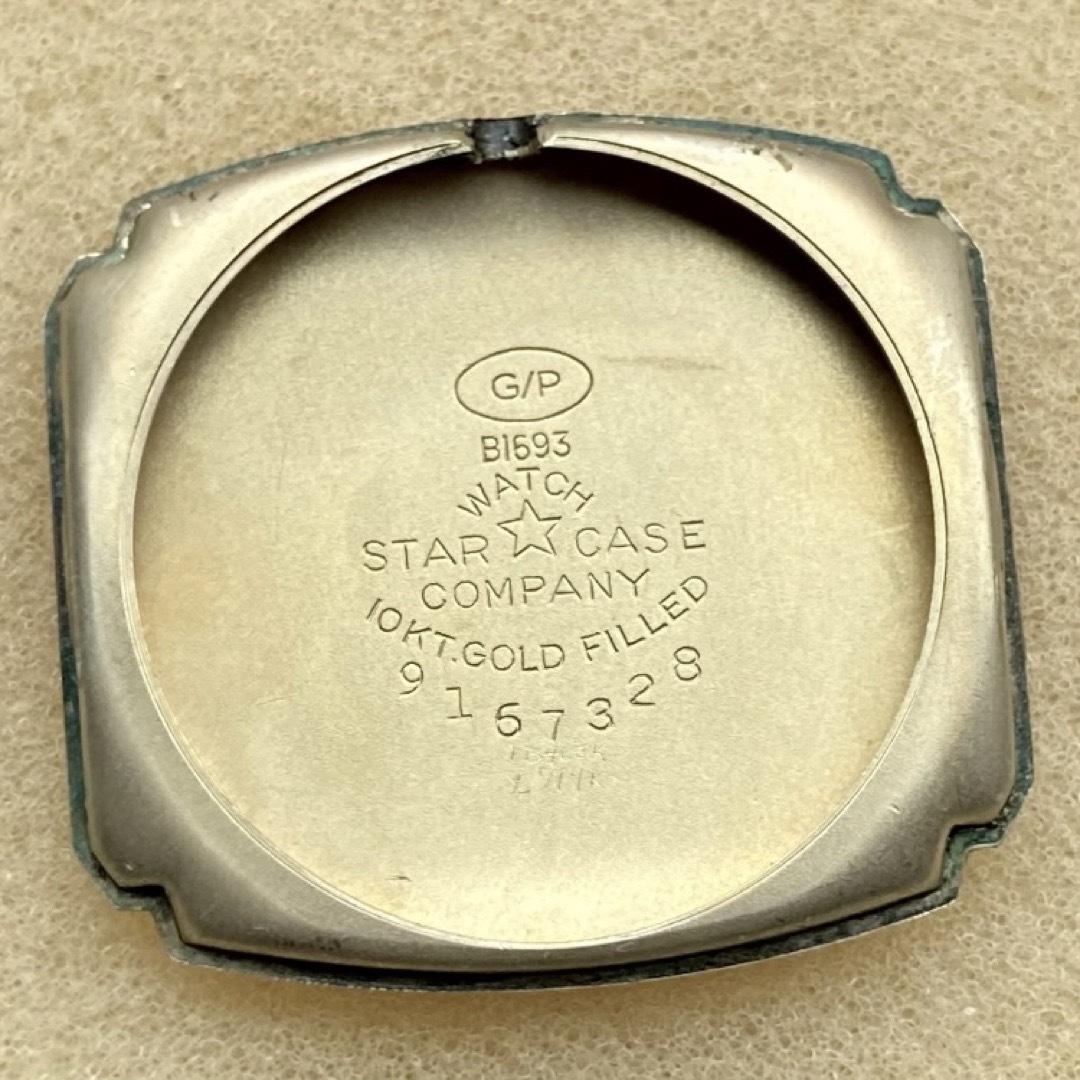 G/P
B1693
WATCH
STAR CASE
COMPANY
10KT. GOLD FILLED
9167328